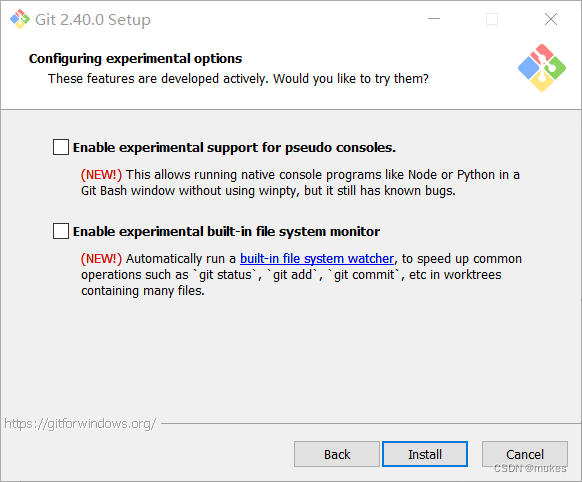 Git 2.40.0 Setup
Configuring experimental options
These features are developed actively. Would you like to try them?
Enable experimental support for pseudo consoles.
(NEW!) This allows running native console programs like Node or Python in a
Git Bash window without using winpty, but it still has known bugs.
Enable experimental built-in file system monitor
(NEW!) Automatically run a built-in file system watcher, to speed up common
operations such as `git status`, `git add`, `git commit`, etc in worktrees
containing many files.
https://gitforwindows.org/
Back
Install
Cancel
CSDN @mukes